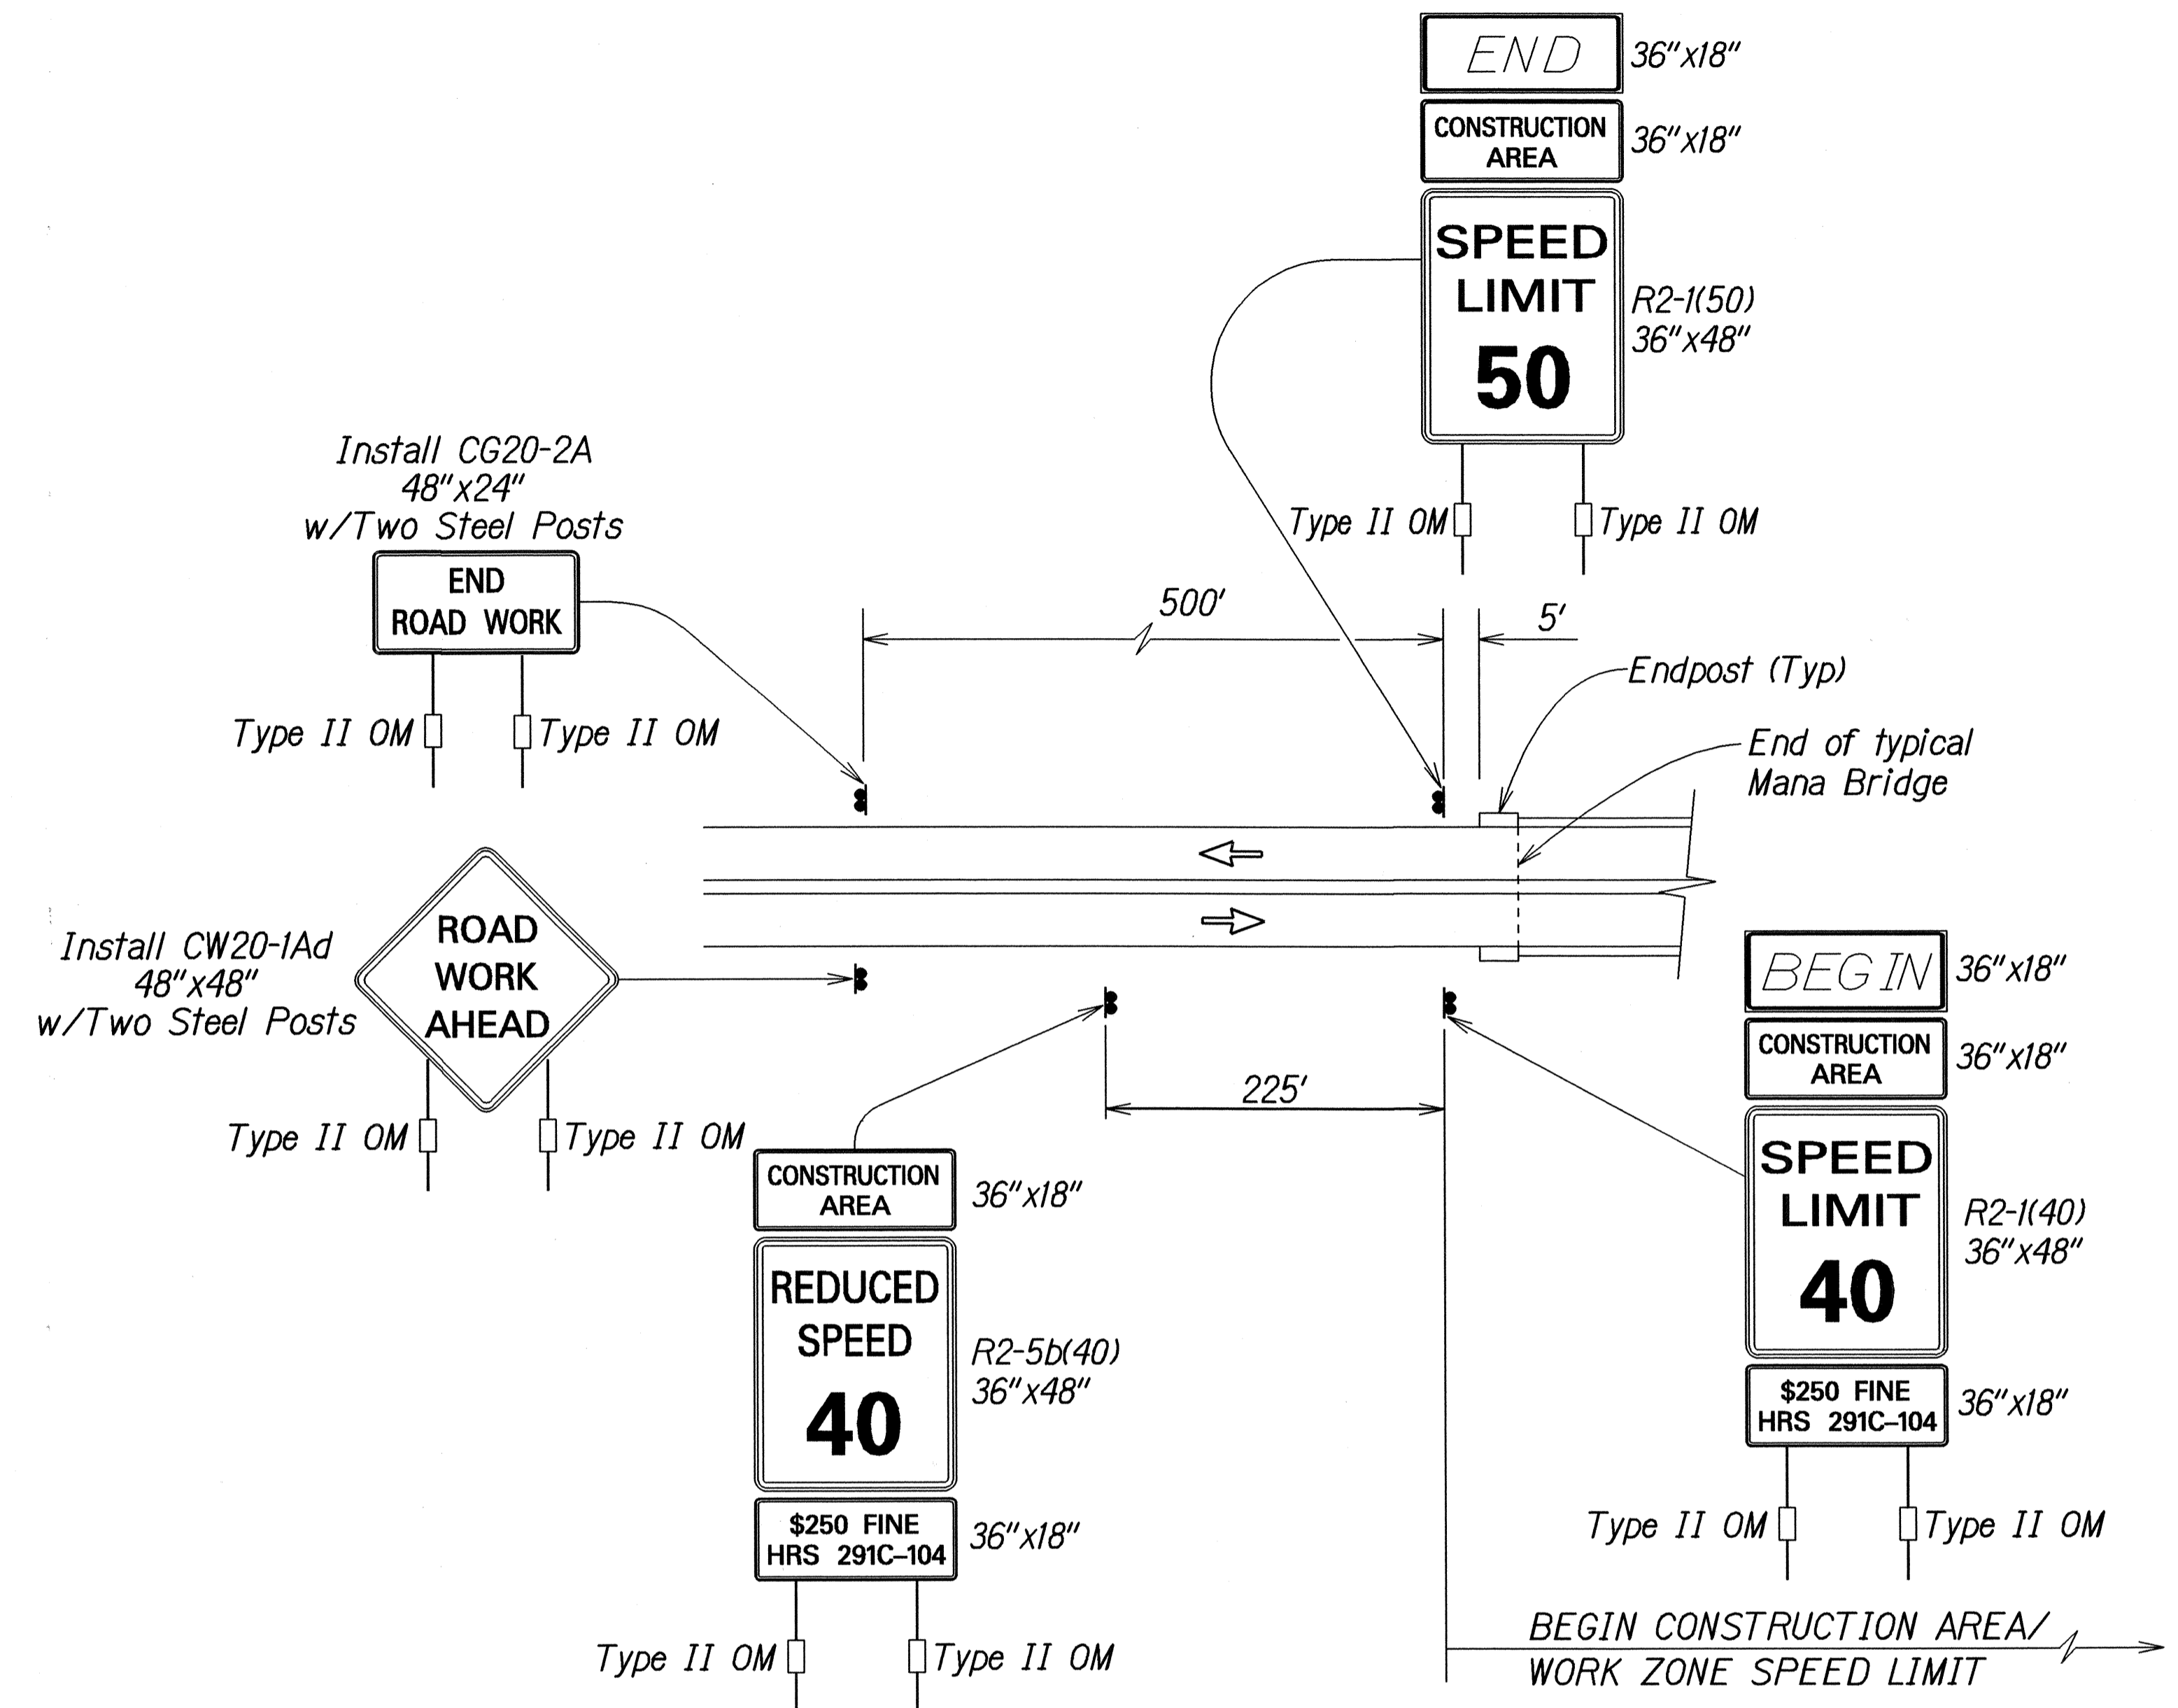 END
36"x18"
CONSTRUCTION
AREA
36"x18"
SPEED
LIMIT
50
R2-1(50)
36"x48"
Type II OM
Type II OM
Install CG20-2A
48"x24"
w/Two Steel Posts
END
ROAD WORK
Type II OM
Type II OM
500'
5'
Endpost (Typ)
End of typical
Mana Bridge
Install CW20-1Ad
48"x48"
w/Two Steel Posts
ROAD
WORK
AHEAD
Type II OM
Type II OM
225'
CONSTRUCTION
AREA
36"x18"
REDUCED
SPEED
40
R2-5b(40)
36"x48"
$250 FINE
HRS 291C–104
36"x18"
Type II OM
Type II OM
BEGIN
36"x18"
CONSTRUCTION
AREA
36"x18"
SPEED
LIMIT
40
R2-1(40)
36"x48"
$250 FINE
HRS 291C–104
36"x18"
Type II OM
Type II OM
BEGIN CONSTRUCTION AREA/
WORK ZONE SPEED LIMIT